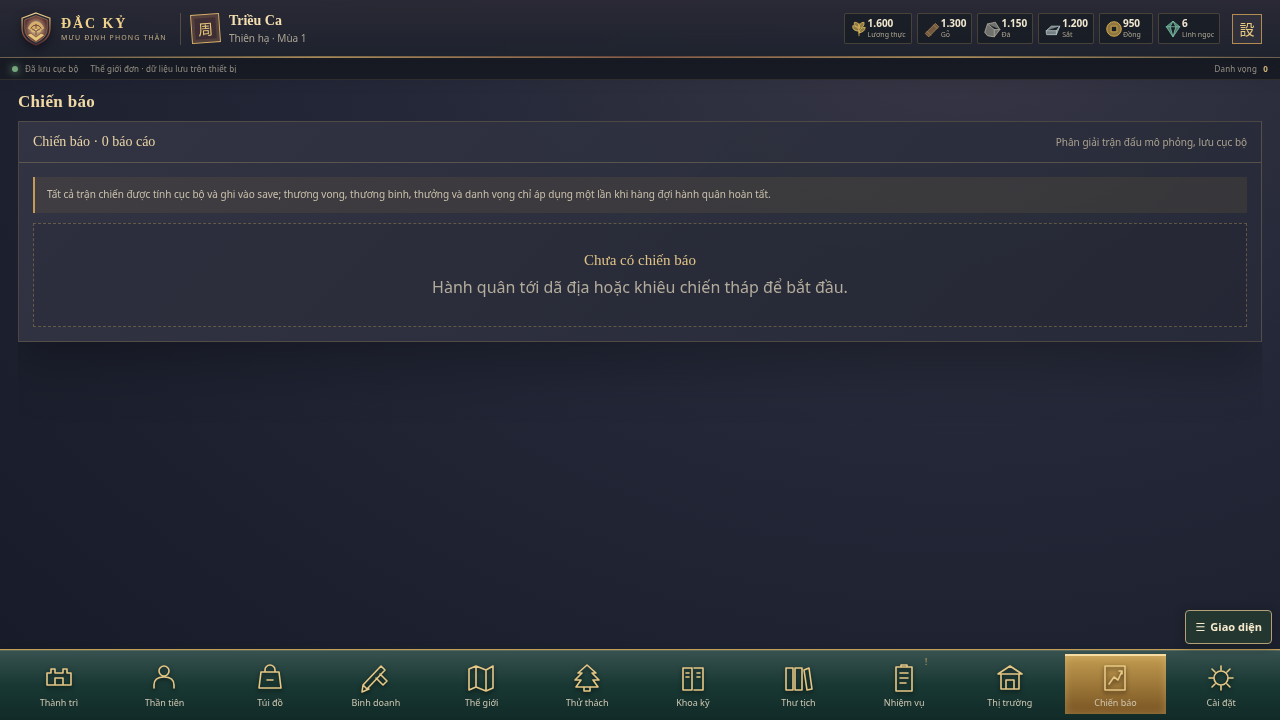 ĐẮC KỶ
MƯU ĐỊNH PHONG THẦN
周
Triều Ca
Thiên hạ · Mùa 1
1.600
Lương thực
1.300
Gỗ
1.150
Đá
1.200
Sắt
950
Đồng
6
Linh ngọc
設
Đã lưu cục bộ
Thế giới đơn · dữ liệu lưu trên thiết bị
Danh vọng 0
Chiến báo
Chiến báo · 0 báo cáo
Phân giải trận đấu mô phỏng, lưu cục bộ
Tất cả trận chiến được tính cục bộ và ghi vào save; thương vong, thương binh, thưởng và danh vọng chỉ áp dụng một lần khi hàng đợi hành quân hoàn tất.
Chưa có chiến báo
Hành quân tới dã địa hoặc khiêu chiến tháp để bắt đầu.
☰ Giao diện
Thành trì
Thần tiên
Túi đồ
Binh doanh
Thế giới
Thử thách
Khoa kỹ
Thư tịch
!
Nhiệm vụ
Thị trường
Chiến báo
Cài đặt